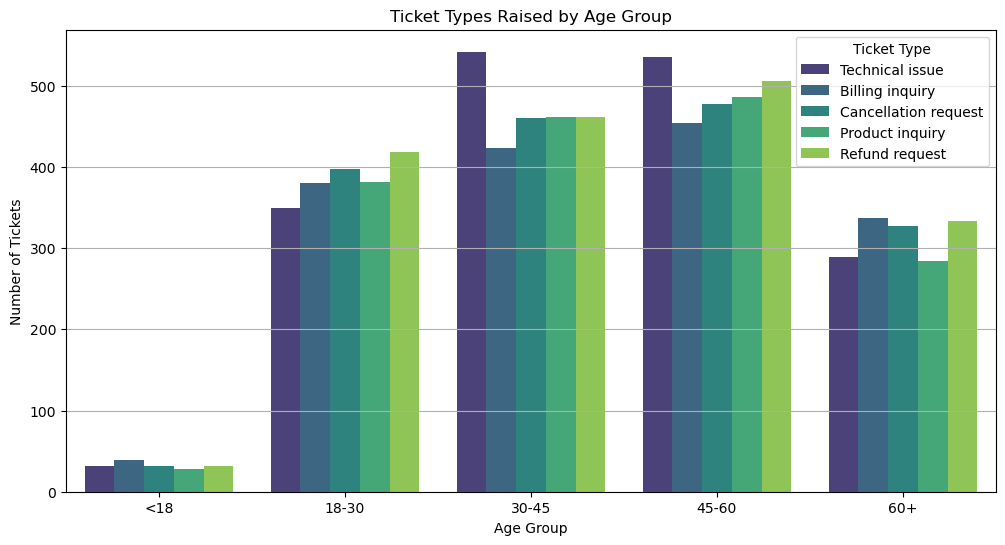 Ticket Types Raised by Age Group
Ticket Type
Technical issue
Billing inquiry
Cancellation request
Product inquiry
Refund request
Number of Tickets
500
400
300
200
100
0
<18
18-30
30-45
45-60
60+
Age Group